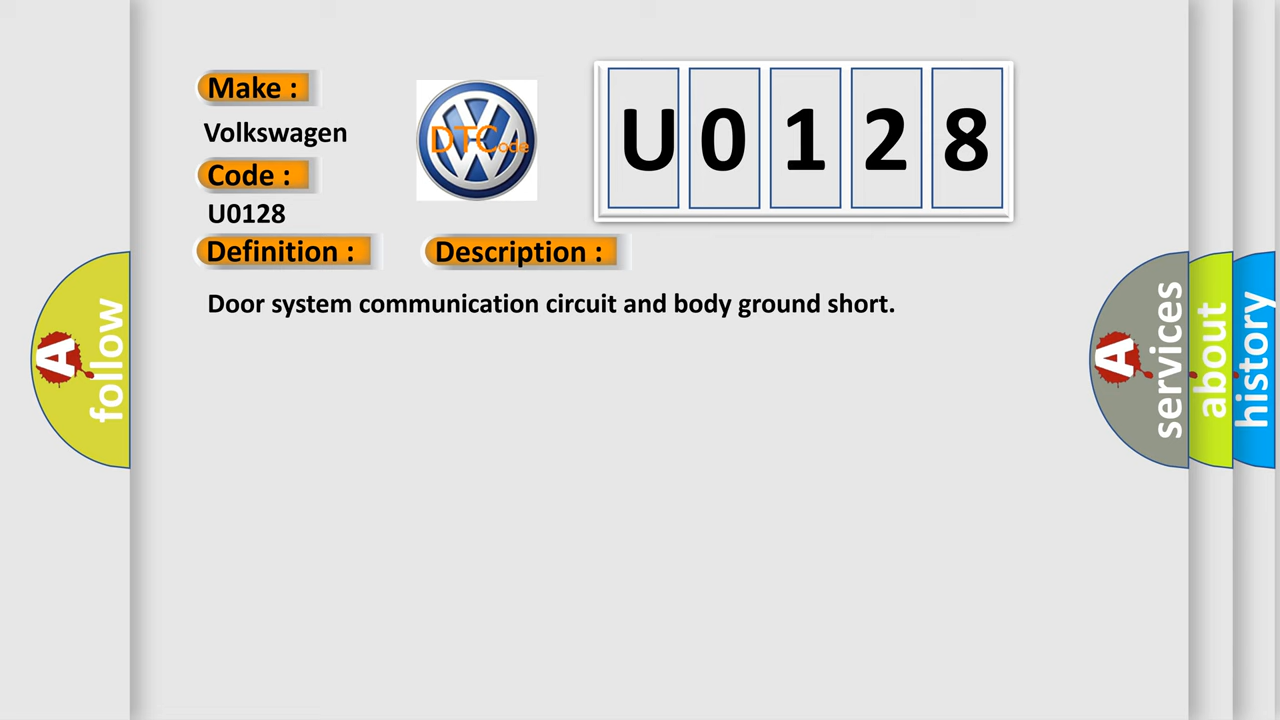 Make :
Volkswagen
Code :
U0128
Definition :
Description :
Door system communication circuit and body ground short.
DTCode
U0128
A
follow
A
services
about
history